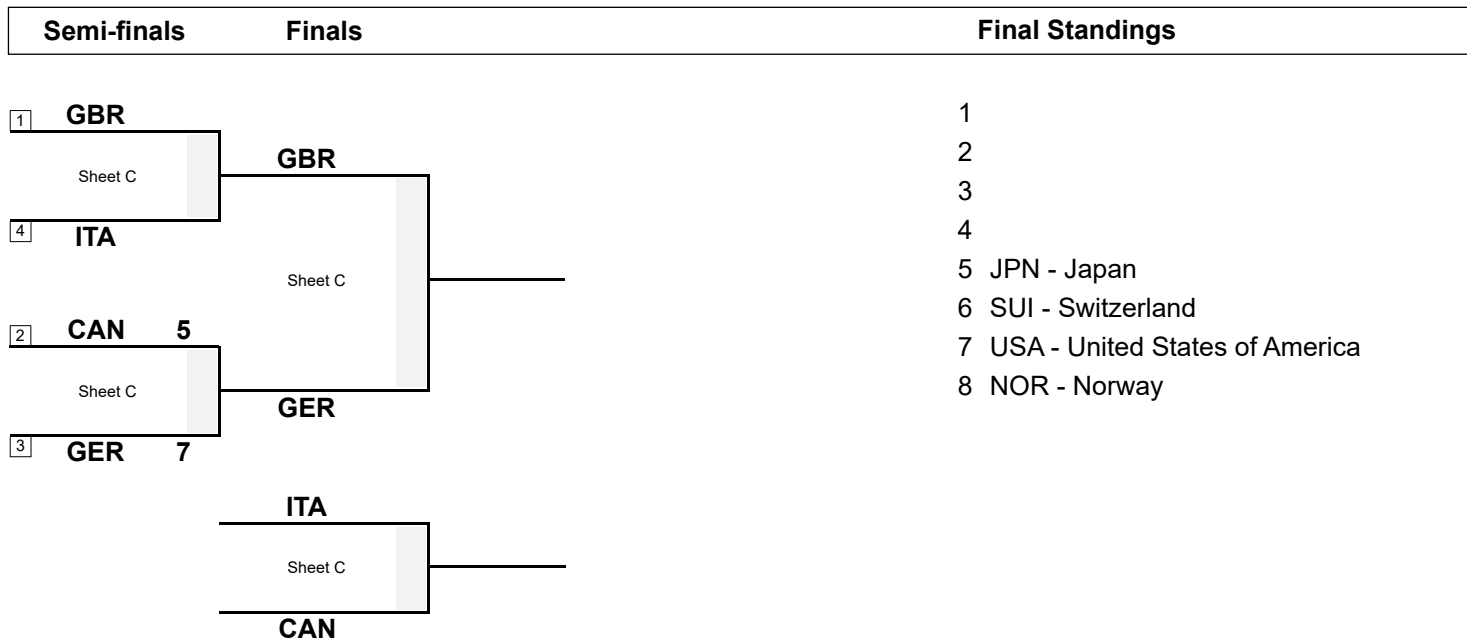 Semi-finals Finals Final Standings
1 GBR
Sheet C
4 ITA
GBR
Sheet C
GER
2 CAN 5
Sheet C
3 GER 7
ITA
Sheet C
CAN
1
2
3
4
5 JPN - Japan
6 SUI - Switzerland
7 USA - United States of America
8 NOR - Norway